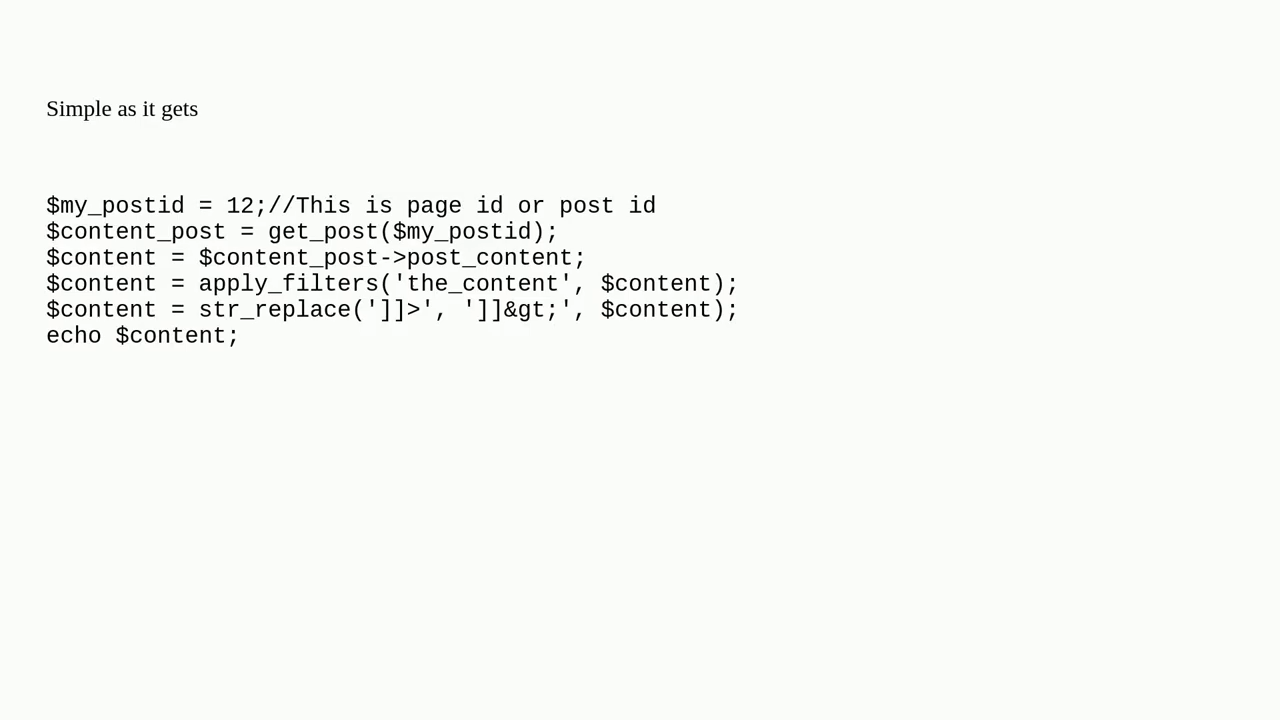 Simple as it gets
$my_postid = 12;//This is page id or post id
$content_post = get_post($my_postid);
$content = $content_post->post_content;
$content = apply_filters('the_content', $content);
$content = str_replace(']]>', ']]&gt;', $content);
echo $content;